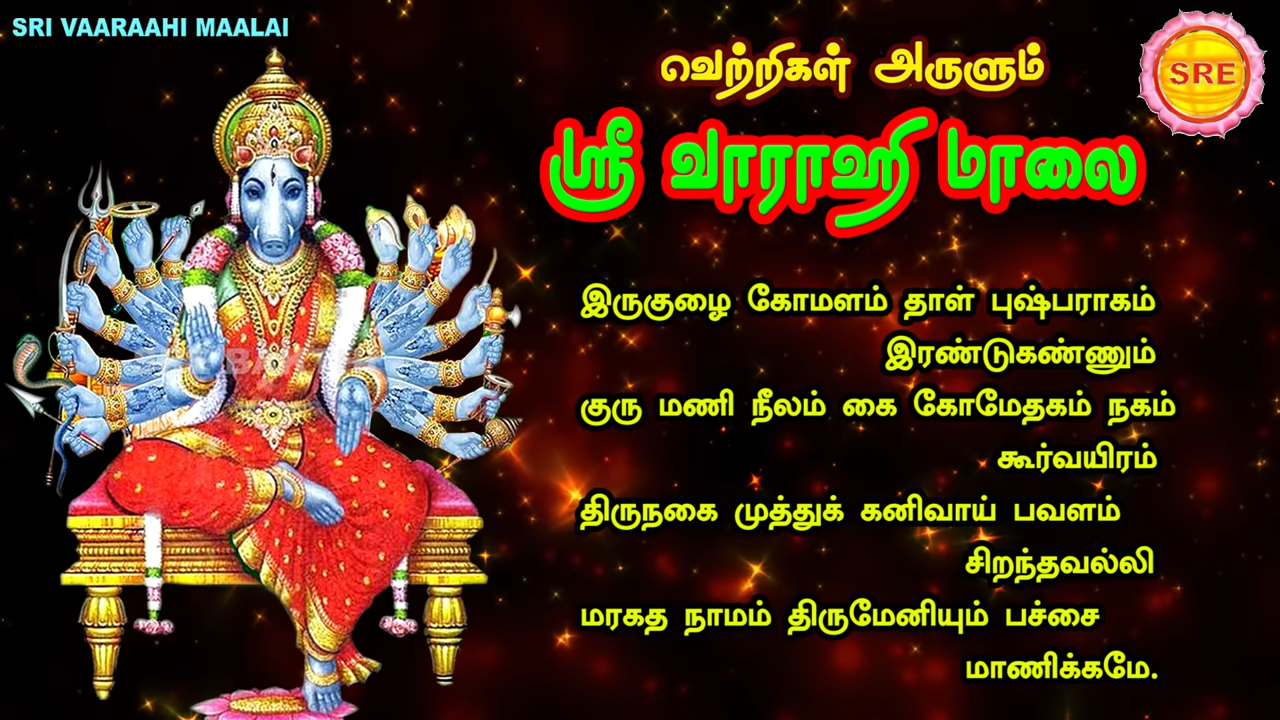 SRI VAARAAHI MAALAI
வெற்றிகள் அருளும்
SRE
ஸ்ரீ வாராஹி மாலை
இருகுழை கோமளம் தாள் புஷ்பராகம்
இரண்டுகண்ணும்
குரு மணி நீலம் கை கோமேதகம் நகம்
கூர்வயிரம்
திருநகை முத்துக் கனிவாய் பவளம்
சிறந்தவல்லி
மரகத நாமம் திருமேனியும் பச்சை
மாணிக்கமே.